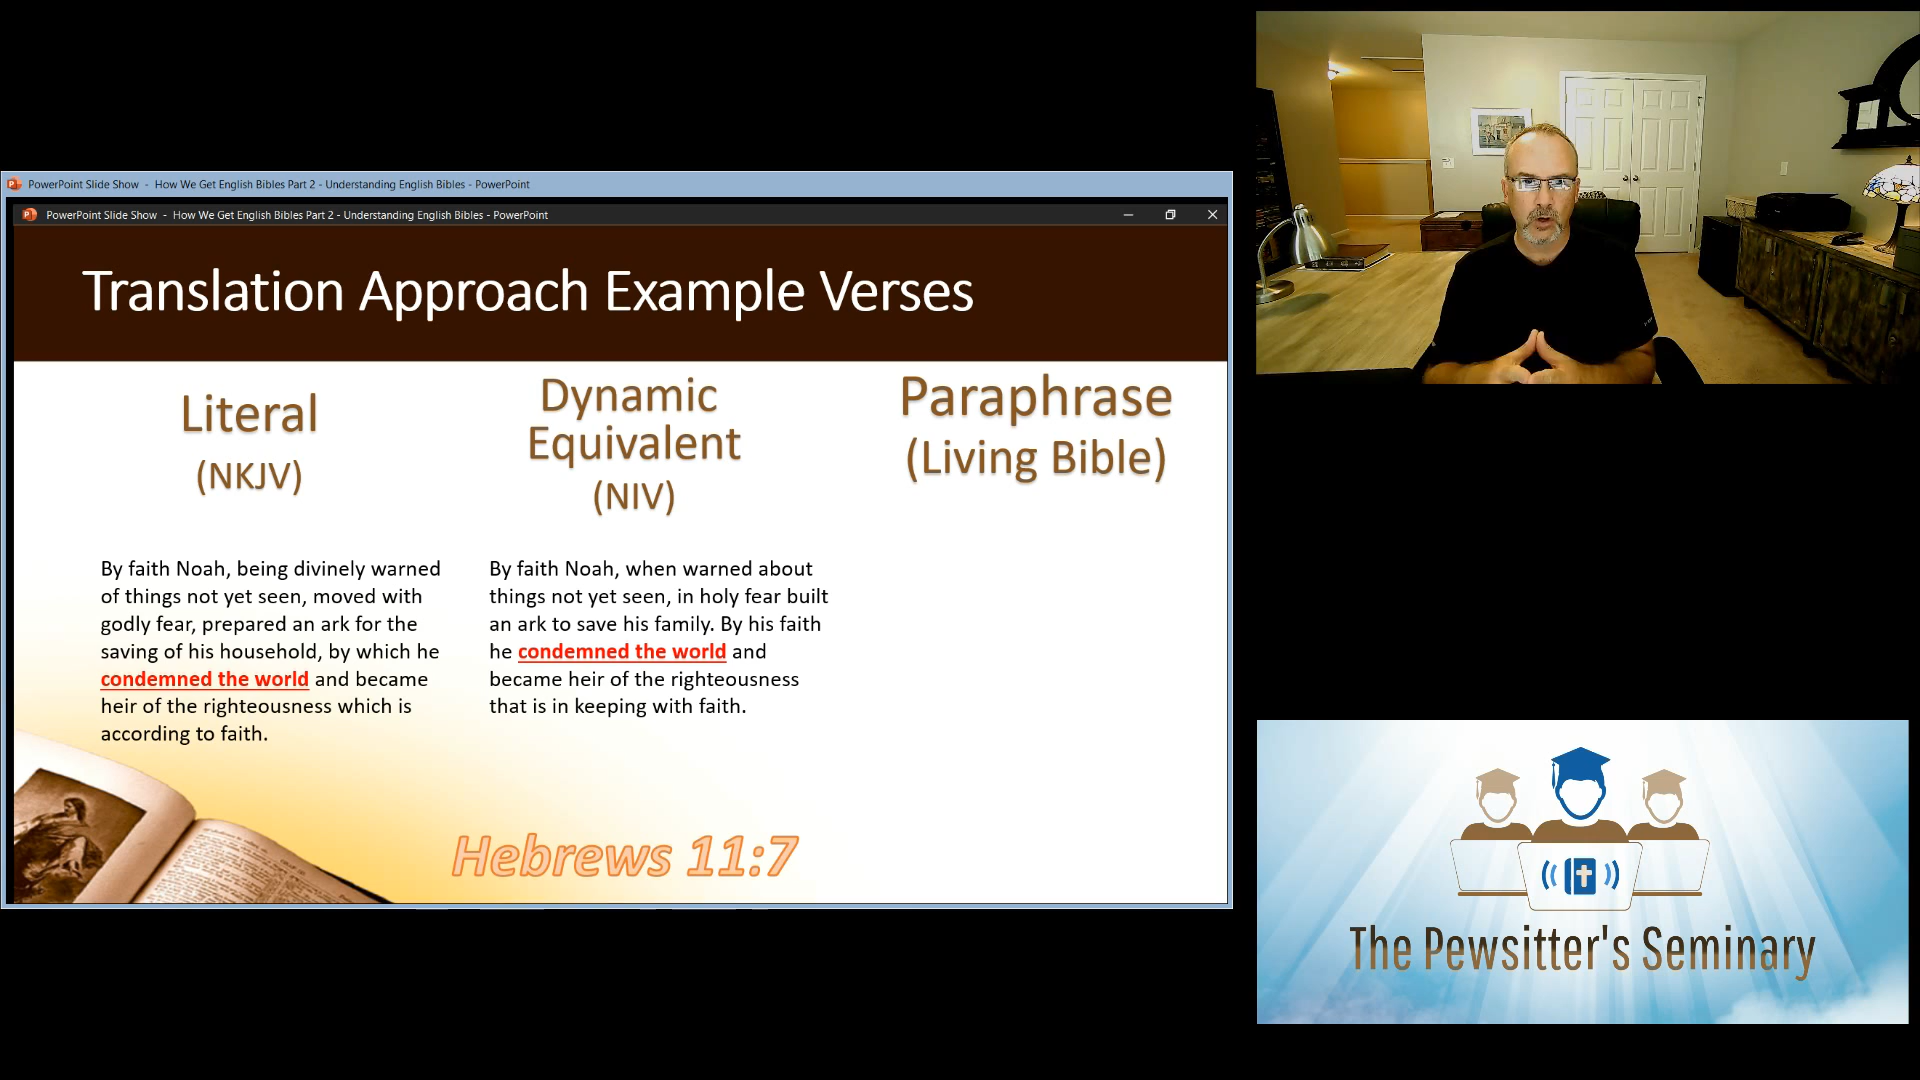 PowerPoint Slide Show - How We Get English Bibles Part 2 - Understanding English Bibles - PowerPoint
PowerPoint Slide Show - How We Get English Bibles Part 2 - Understanding English Bibles - PowerPoint
Translation Approach Example Verses
Literal
(NKJV)
By faith Noah, being divinely warned
of things not yet seen, moved with
godly fear, prepared an ark for the
saving of his household, by which he
condemned the world and became
heir of the righteousness which is
according to faith.
Dynamic
Equivalent
(NIV)
By faith Noah, when warned about
things not yet seen, in holy fear built
an ark to save his family. By his faith
he condemned the world and
became heir of the righteousness
that is in keeping with faith.
Paraphrase
(Living Bible)
Hebrews 11:7
The Pewsitter's Seminary